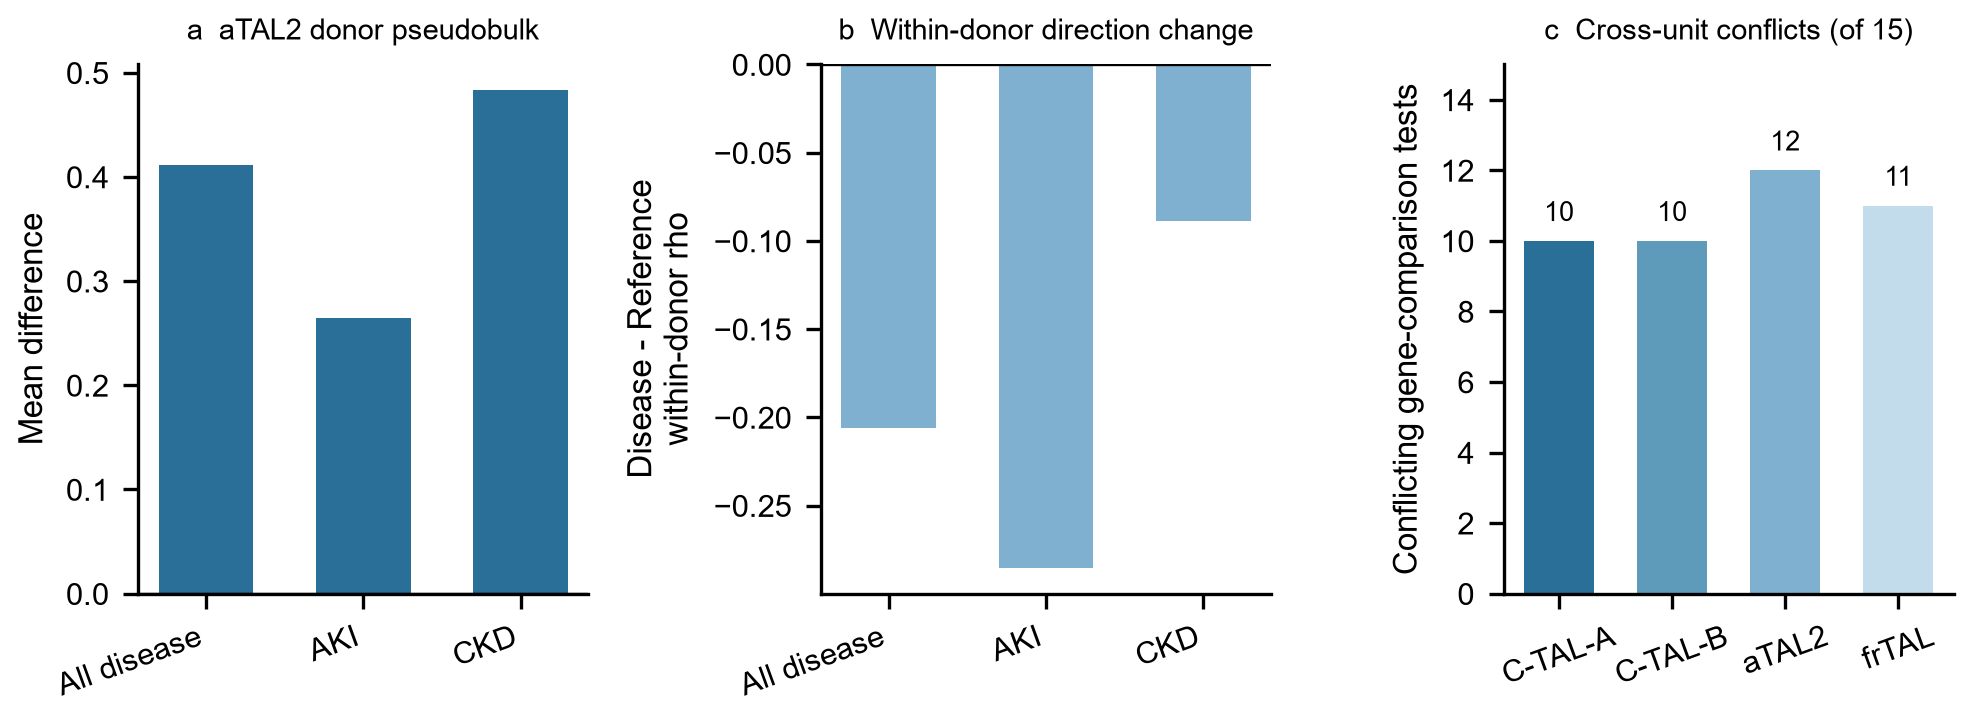 a  aTAL2 donor pseudobulk
Mean difference
0.5
0.4
0.3
0.2
0.1
0.0
All disease
AKI
CKD
b  Within-donor direction change
Disease - Reference
within-donor rho
0.00
−0.05
−0.10
−0.15
−0.20
−0.25
All disease
AKI
CKD
c  Cross-unit conflicts (of 15)
Conflicting gene-comparison tests
14
12
10
8
6
4
2
0
10
10
12
11
C-TAL-A
C-TAL-B
aTAL2
frTAL